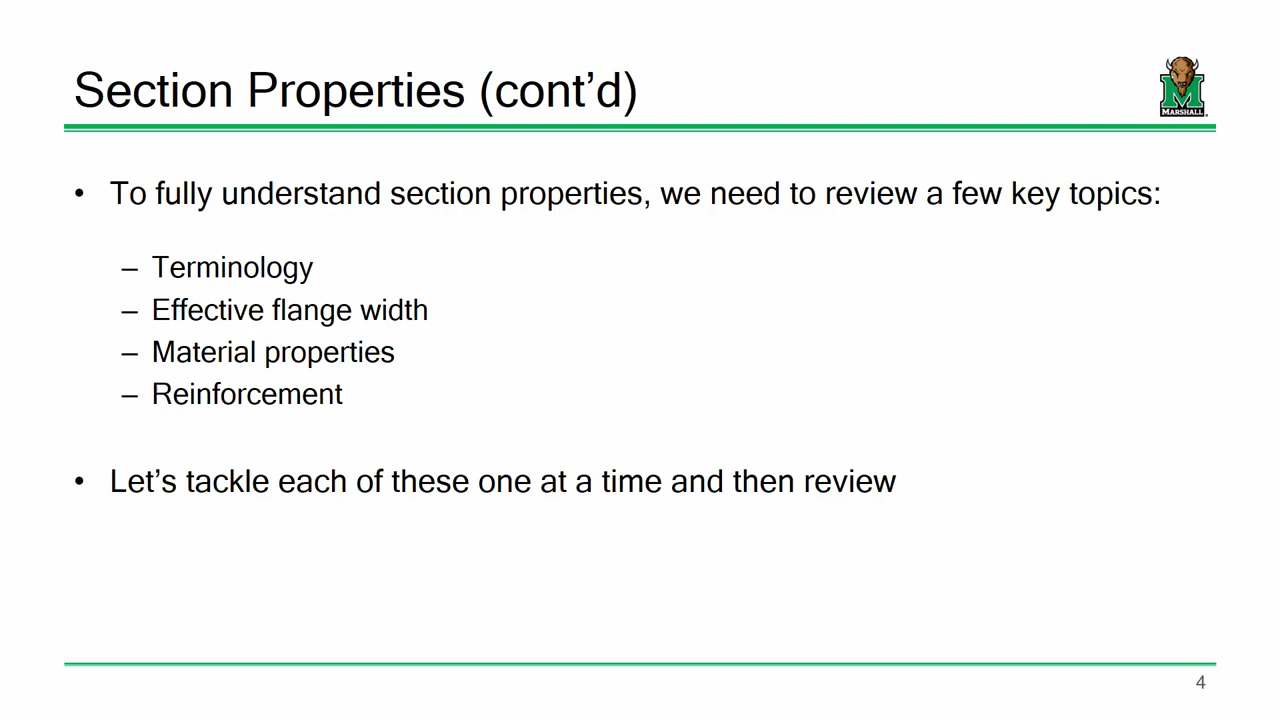 Section Properties (cont’d)
MARSHALL
• To fully understand section properties, we need to review a few key topics:
– Terminology
– Effective flange width
– Material properties
– Reinforcement
• Let’s tackle each of these one at a time and then review
4